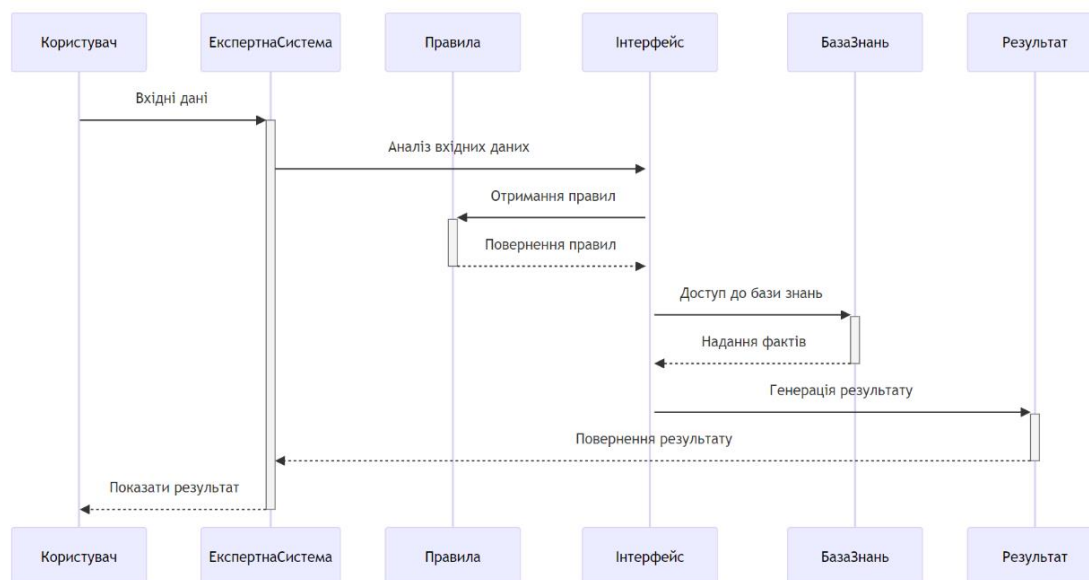 Користувач
ЕкспертнаСистема
Правила
Інтерфейс
БазаЗнань
Результат
Вхідні дані
Аналіз вхідних даних
Отримання правил
Повернення правил
Доступ до бази знань
Надання фактів
Генерація результату
Повернення результату
Показати результат
Користувач
ЕкспертнаСистема
Правила
Інтерфейс
БазаЗнань
Результат